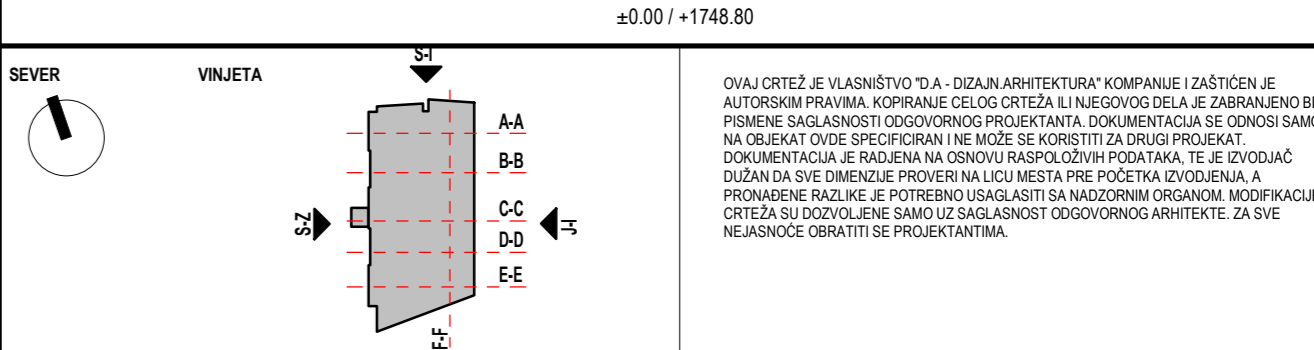 ±0.00 / +1748.80
SEVER
VINJETA
S-I
A-A
B-B
C-C
D-D
E-E
S-Z
J-I
F-F
OVAJ CRTEŽ JE VLASNIŠTVO "D.A - DIZAJN.ARHITEKTURA" KOMPANIJE I ZAŠTIĆEN JE
AUTORSKIM PRAVIMA. KOPIRANJE CELOG CRTEŽA ILI NJEGOVOG DELA JE ZABRANJENO
PISMENE SAGLASNOSTI ODGOVORNOG PROJEKTANTA. DOKUMENTACIJA SE ODNOSI SAMO
NA OBJEKAT OVDE SPECIFICIRAN I NE MOŽE SE KORISTITI ZA DRUGI PROJEKAT.
DOKUMENTACIJA JE RADJENA NA OSNOVU RASPOLOŽIVIH PODATAKA, TE JE IZVODJAČ
DUŽAN DA SVE DIMENZIJE PROVERI NA LICU MESTA PRE POČETKA IZVODJENJA, A
PRONAĐENE RAZLIKE JE POTREBNO USAGLASITI SA NADZORNIM ORGANOM. MODIFIKACIJE
CRTEŽA SU DOZVOLJENE SAMO UZ SAGLASNOST ODGOVORNOG ARHITEKTE. ZA SVE
NEJASNOĆE OBRATITI SE PROJEKTANTIMA.